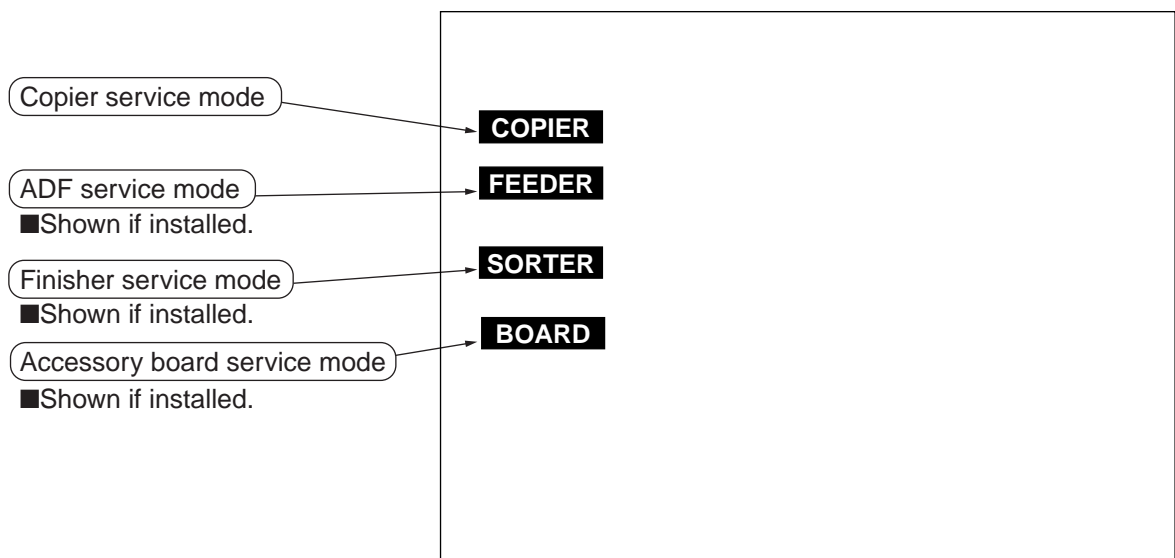 Copier service mode
COPIER
ADF service mode
■Shown if installed.
FEEDER
Finisher service mode
■Shown if installed.
SORTER
Accessory board service mode
■Shown if installed.
BOARD